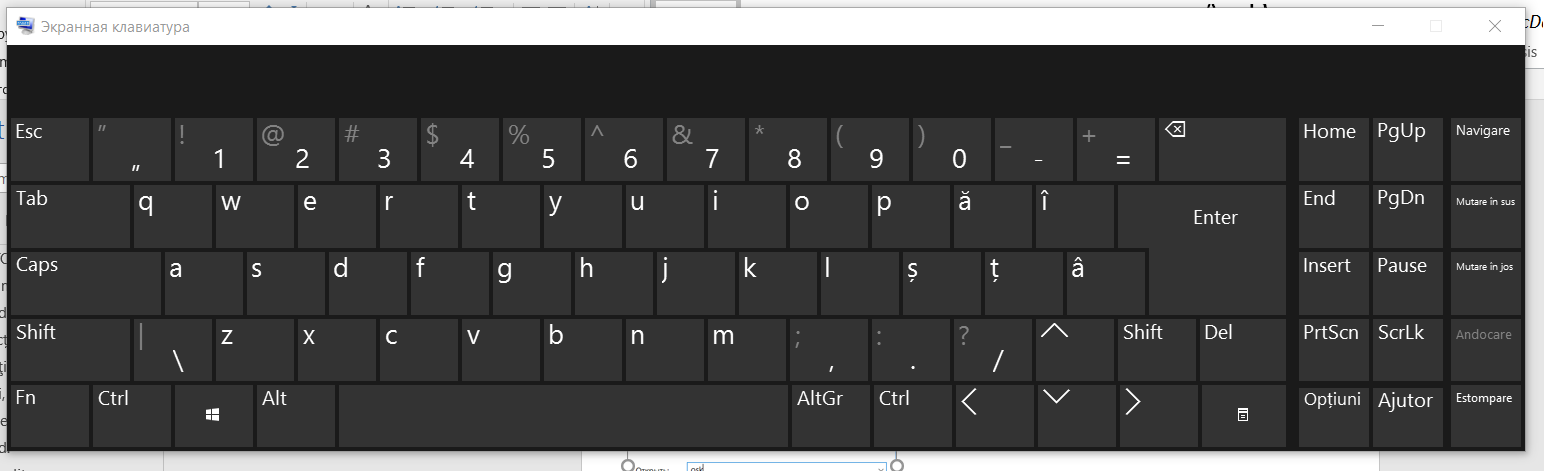 Экранная клавиатура
Esc ” „ ! 1 @ 2 # 3 $ 4 % 5 ^ 6 & 7 * 8 ( 9 ) 0 _ - + = Home PgUp Navigare
Tab q w e r t y u i o p ă î Enter End PgDn Mutare în sus
Caps a s d f g h j k l ș ț â Insert Pause Mutare în jos
Shift | \ z x c v b n m ; , : . ? / Shift Del PrtScn ScrLk Andocare
Fn Ctrl Alt AltGr Ctrl Opțiuni Ajutor Estompare
osk